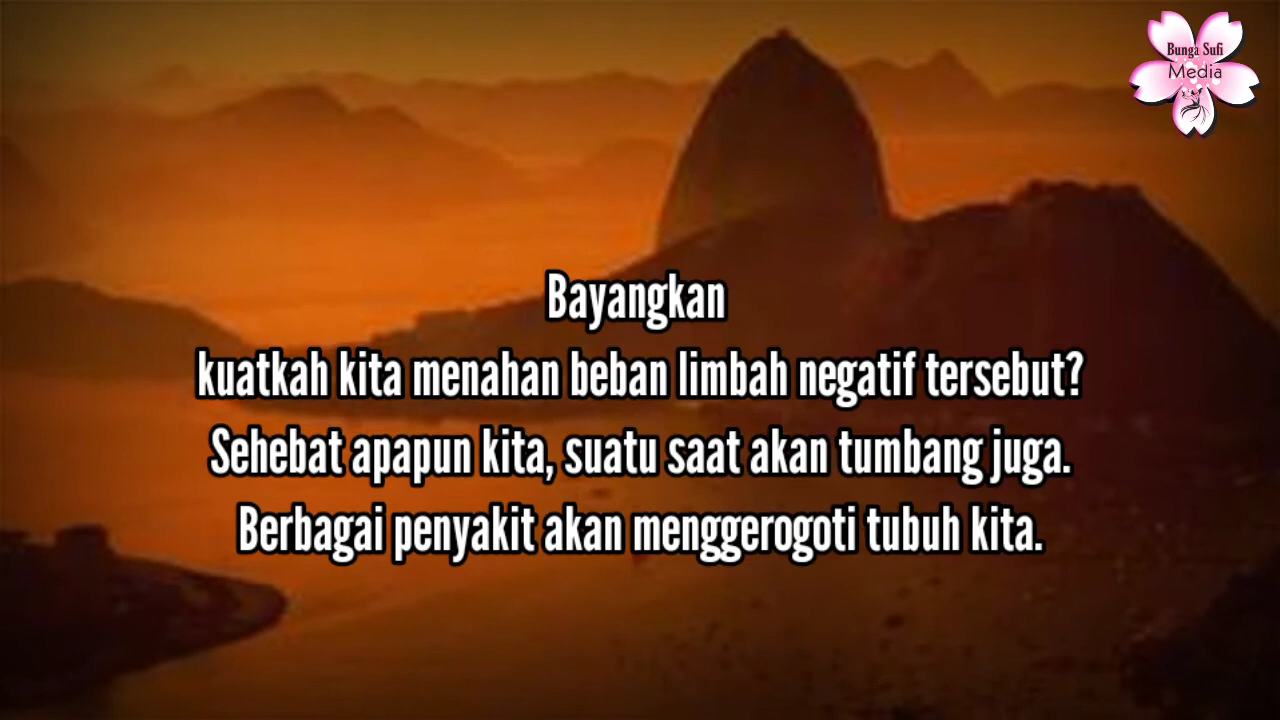 Bunga Sufi
Media
Bayangkan
kuatkah kita menahan beban limbah negatif tersebut?
Sehebat apapun kita, suatu saat akan tumbang juga.
Berbagai penyakit akan menggerogoti tubuh kita.